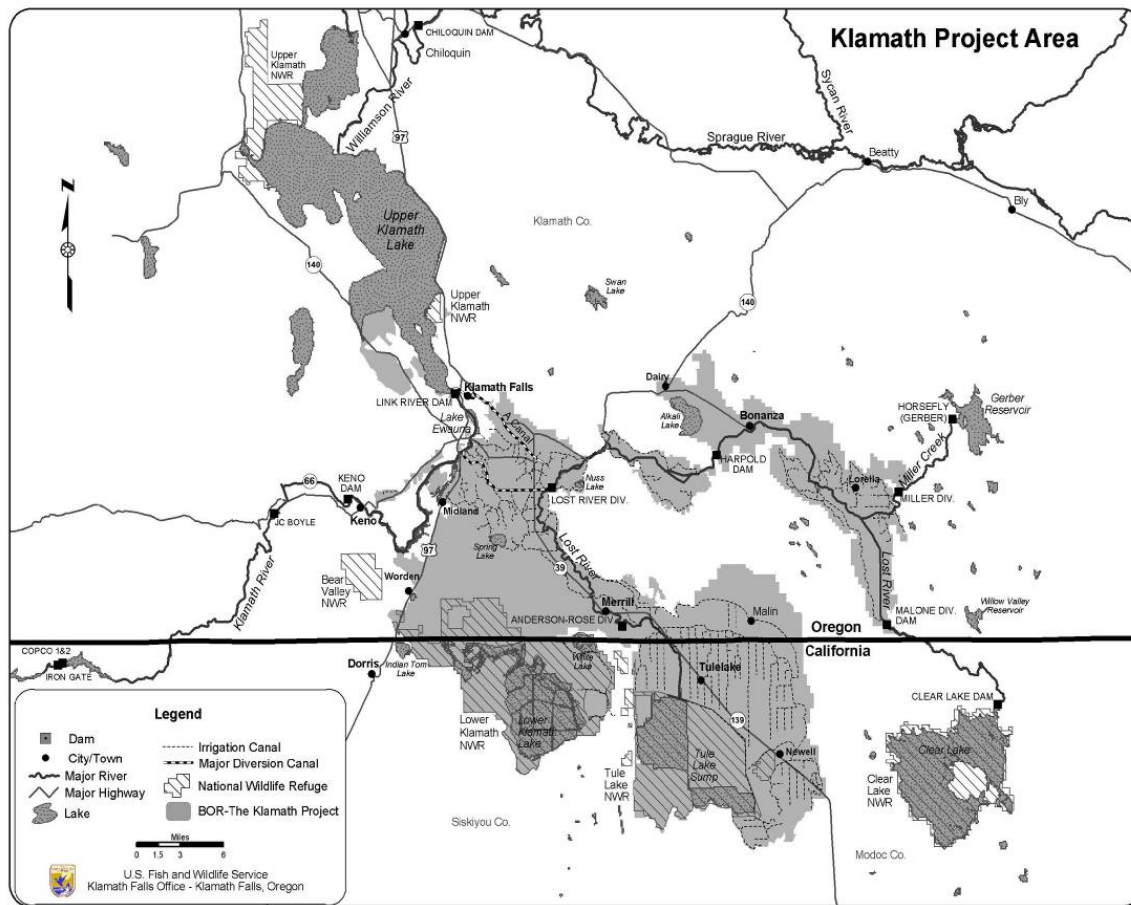 Klamath Project Area
CHILOQUIN DAM
Chiloquin
Upper
Klamath
NWR
Williamson River
97
Sycan River
Sprague River
Beatty
Bly
N
Klamath Co.
Upper
Klamath
Lake
140
Swan
Lake
Upper
Klamath
NWR
140
Dairy
Klamath Falls
LINK RIVER DAM
Lake
Ewauna
A Canal
Alkali
Lake
Bonanza
HORSEFLY
(GERBER)
Gerber
Reservoir
HARPOLD
DAM
Miller Creek
66
KENO
DAM
Keno
JC BOYLE
Midland
Nuss
Lake
LOST RIVER DIV.
Lorella
MILLER DIV.
97
Spring
Lake
Lost River
39
Lost River
Klamath River
Bear
Valley
NWR
Worden
Merrill
ANDERSON-ROSE DIV.
Malin
MALONE DIV.
DAM
Willow Valley
Reservoir
Oregon
California
COPCO 1&2
IRON GATE
Dorris
Indian Tom
Lake
White
Lake
Tulelake
CLEAR LAKE DAM
Lower
Klamath
NWR
Lower
Klamath
Lake
139
Tule
Lake
Sump
Newell
Tule
Lake
NWR
Clear Lake
Clear
Lake
NWR
Siskiyou Co.
Modoc Co.
Legend
Dam
City/Town
Major River
Major Highway
Lake
Irrigation Canal
Major Diversion Canal
National Wildlife Refuge
BOR-The Klamath Project
Miles
0 1.5 3 6
U.S. Fish and Wildlife Service
Klamath Falls Office - Klamath Falls, Oregon